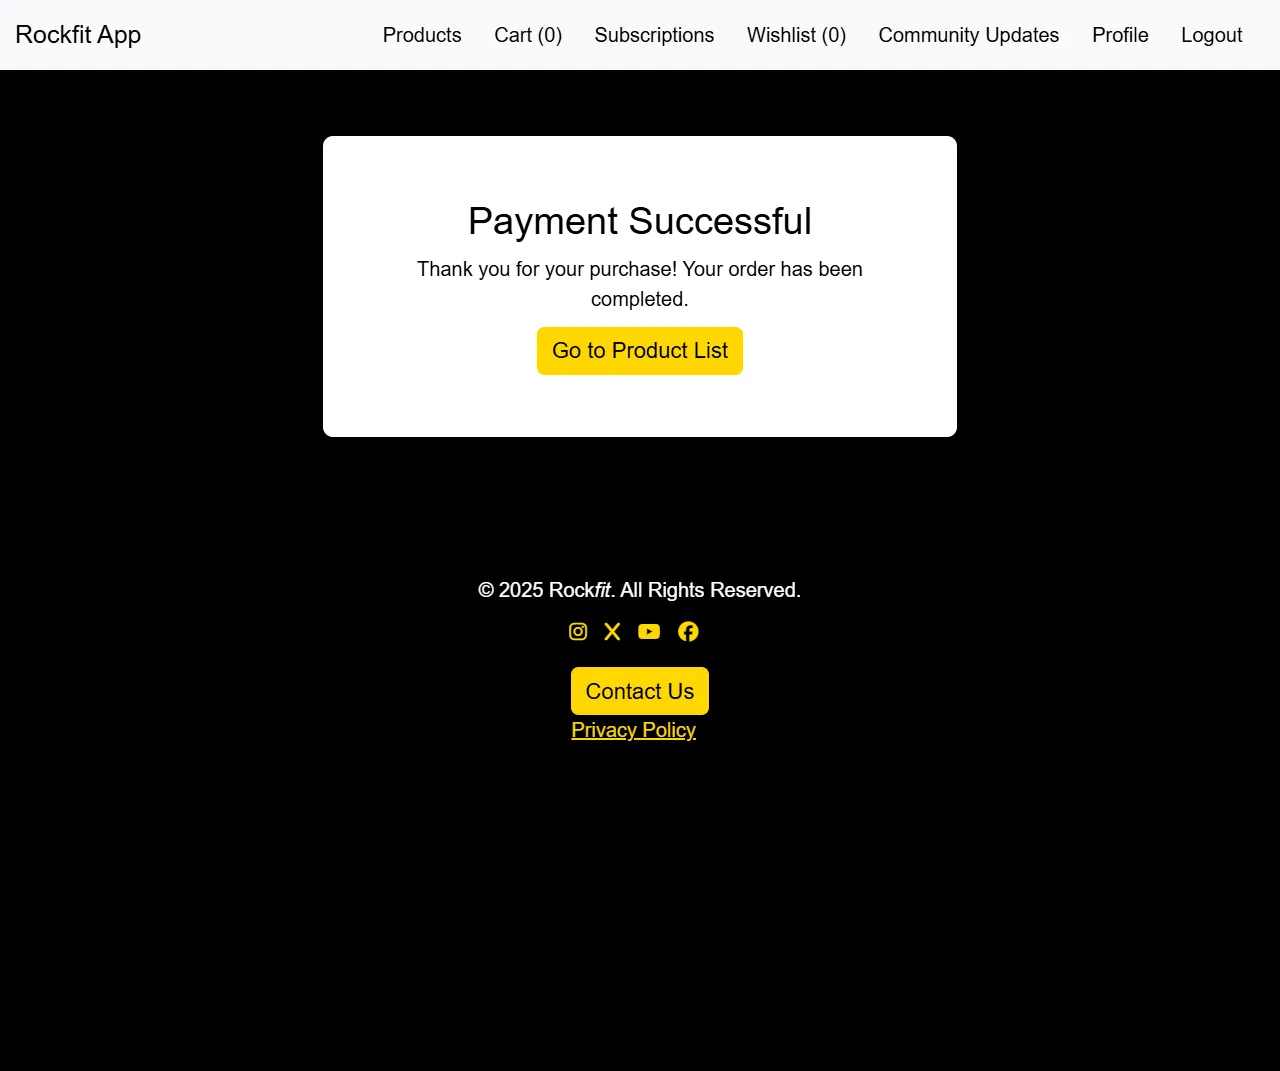 Rockfit App
Products
Cart (0)
Subscriptions
Wishlist (0)
Community Updates
Profile
Logout
Payment Successful
Thank you for your purchase! Your order has been
completed.
Go to Product List
© 2025 Rockfit. All Rights Reserved.
Contact Us
Privacy Policy